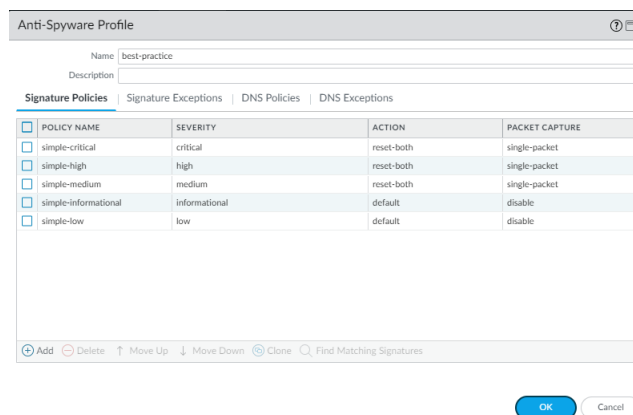 Anti-Spyware Profile
Name best-practice
Description
Signature Policies | Signature Exceptions | DNS Policies | DNS Exceptions
POLICY NAME SEVERITY ACTION PACKET CAPTURE
simple-critical critical reset-both single-packet
simple-high high reset-both single-packet
simple-medium medium reset-both single-packet
simple-informational informational default disable
simple-low low default disable
Add Delete Move Up Move Down Clone Find Matching Signatures
OK Cancel